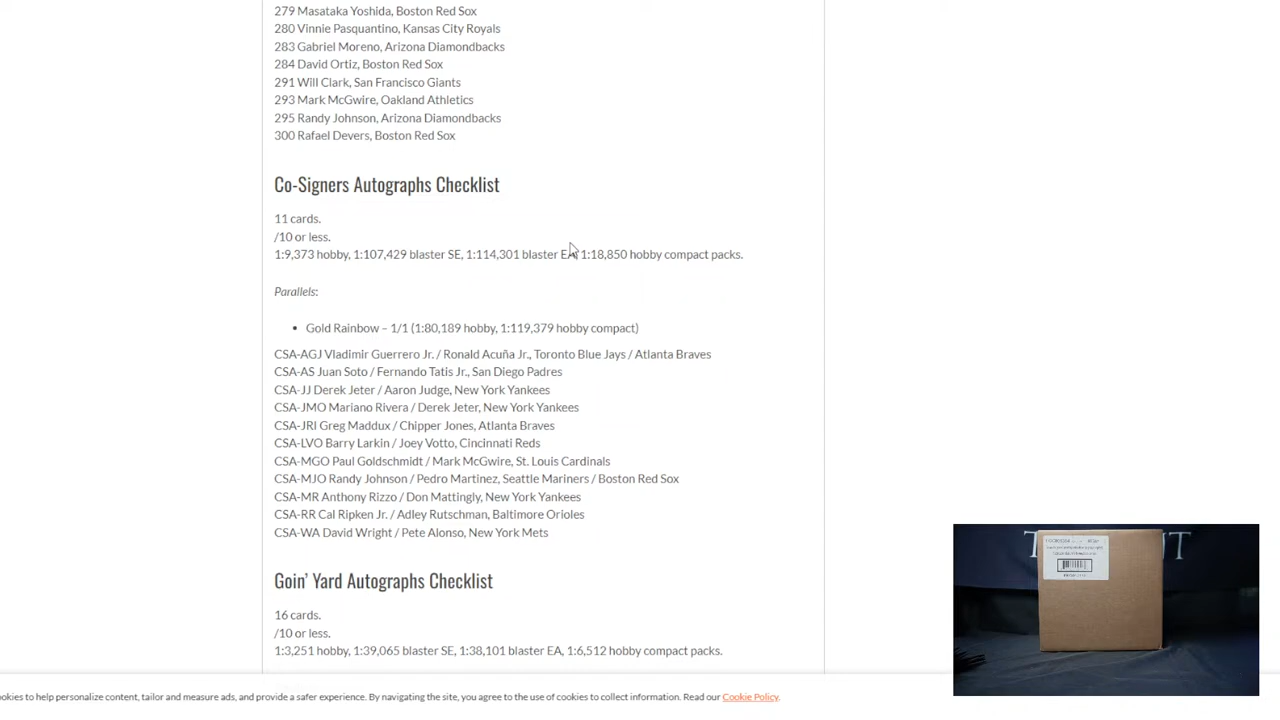 279 Masataka Yoshida, Boston Red Sox
280 Vinnie Pasquantino, Kansas City Royals
283 Gabriel Moreno, Arizona Diamondbacks
284 David Ortiz, Boston Red Sox
291 Will Clark, San Francisco Giants
293 Mark McGwire, Oakland Athletics
295 Randy Johnson, Arizona Diamondbacks
300 Rafael Devers, Boston Red Sox
Co-Signers Autographs Checklist
11 cards.
/10 or less.
1:9,373 hobby, 1:107,429 blaster SE, 1:114,301 blaster EA, 1:18,850 hobby compact packs.
Parallels:
• Gold Rainbow – 1/1 (1:80,189 hobby, 1:119,379 hobby compact)
CSA-AGJ Vladimir Guerrero Jr. / Ronald Acuña Jr., Toronto Blue Jays / Atlanta Braves
CSA-AS Juan Soto / Fernando Tatis Jr., San Diego Padres
CSA-JJ Derek Jeter / Aaron Judge, New York Yankees
CSA-JMO Mariano Rivera / Derek Jeter, New York Yankees
CSA-JRI Greg Maddux / Chipper Jones, Atlanta Braves
CSA-LVO Barry Larkin / Joey Votto, Cincinnati Reds
CSA-MGO Paul Goldschmidt / Mark McGwire, St. Louis Cardinals
CSA-MJO Randy Johnson / Pedro Martinez, Seattle Mariners / Boston Red Sox
CSA-MR Anthony Rizzo / Don Mattingly, New York Yankees
CSA-RR Cal Ripken Jr. / Adley Rutschman, Baltimore Orioles
CSA-WA David Wright / Pete Alonso, New York Mets
Goin' Yard Autographs Checklist
16 cards.
/10 or less.
1:3,251 hobby, 1:39,065 blaster SE, 1:38,101 blaster EA, 1:6,512 hobby compact packs.
ookies to help personalize content, tailor and measure ads, and provide a safer experience. By navigating the site, you agree to the use of cookies to collect information. Read our Cookie Policy.